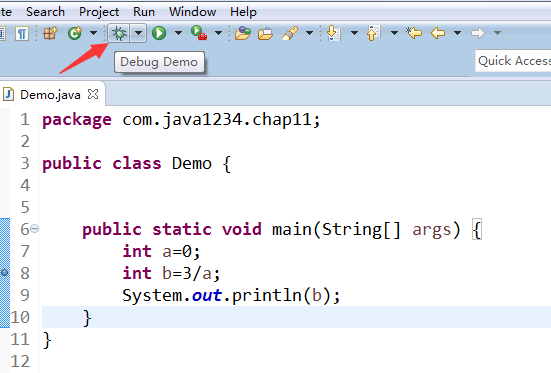 te Search Project Run Window Help
Debug Demo
Quick Access
Demo.java
1 package com.java1234.chap11;
2
3 public class Demo {
4
5
6 public static void main(String[] args) {
7 int a=0;
8 int b=3/a;
9 System.out.println(b);
10 }
11 }
12